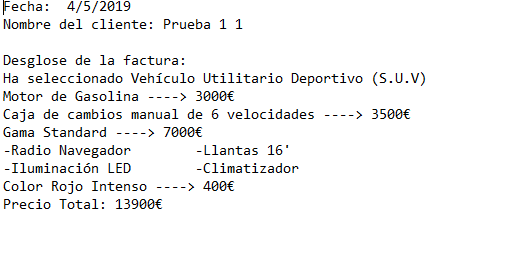 Fecha:  4/5/2019
Nombre del cliente: Prueba 1 1

Desglose de la factura:
Ha seleccionado Vehículo Utilitario Deportivo (S.U.V)
Motor de Gasolina ----> 3000€
Caja de cambios manual de 6 velocidades ----> 3500€
Gama Standard ----> 7000€
-Radio Navegador        -Llantas 16'
-Iluminación LED        -Climatizador
Color Rojo Intenso ----> 400€
Precio Total: 13900€